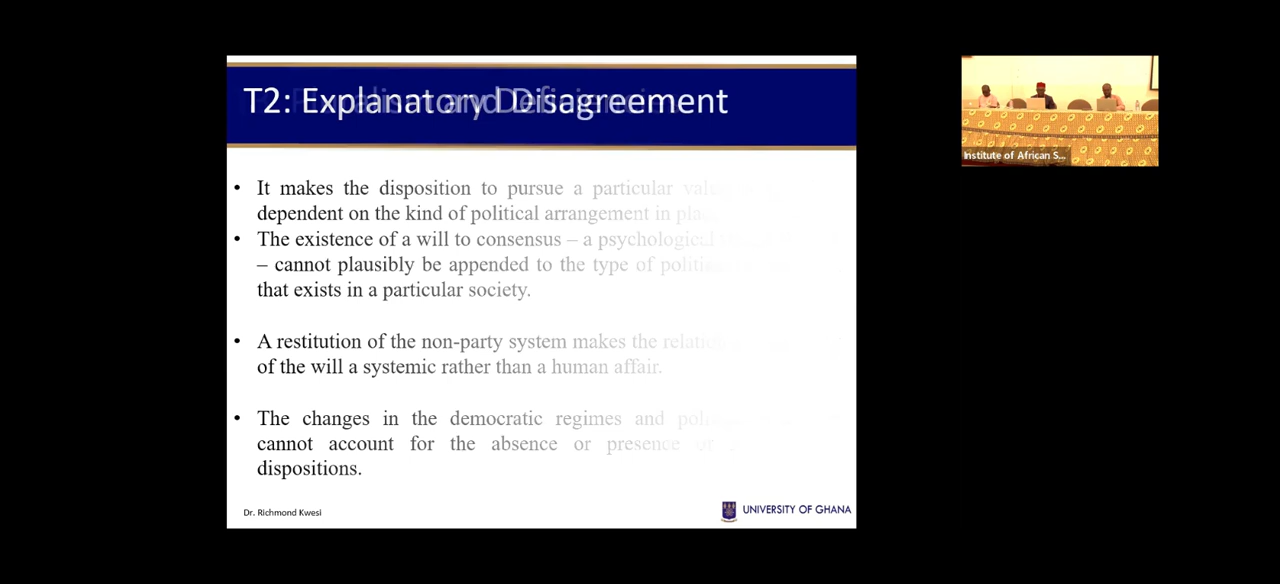 T2: Explanatory Disagreement
• It makes the disposition to pursue a particular
dependent on the kind of political arrangement in
• The existence of a will to consensus – a psychological
– cannot plausibly be appended to the type of
that exists in a particular society.
• A restitution of the non-party system makes the
of the will a systemic rather than a human affair.
• The changes in the democratic regimes and
cannot account for the absence or presence
dispositions.
Dr. Richmond Kwesi
UNIVERSITY OF GHANA
Institute of African S...